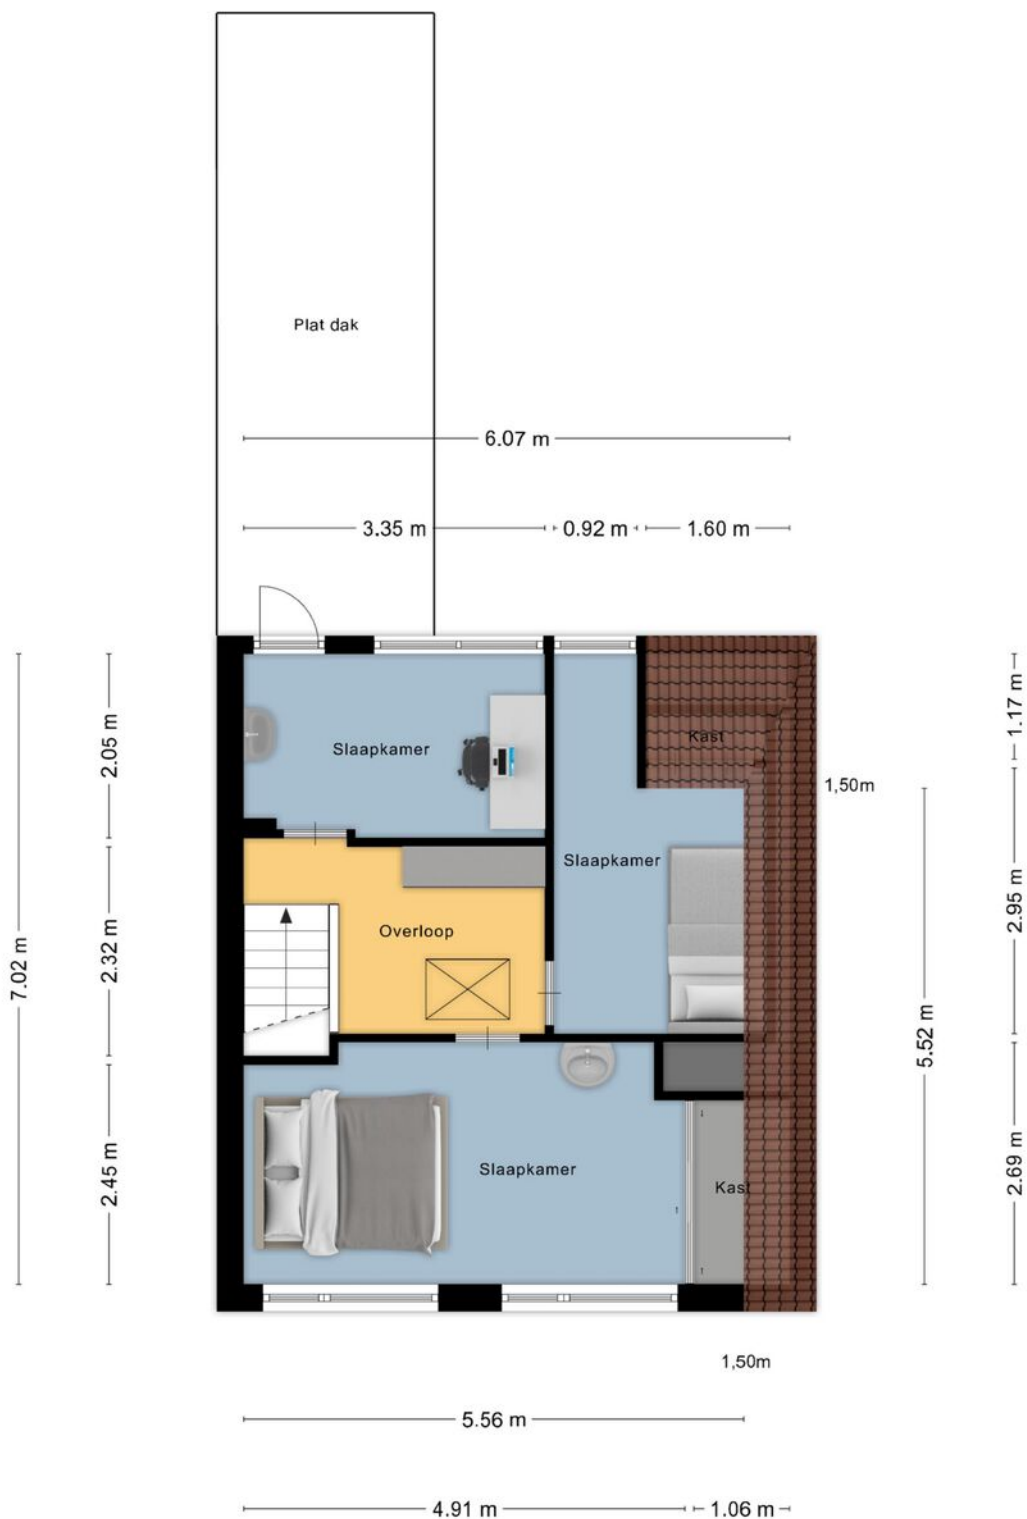 Plat dak
6.07 m
3.35 m
0.92 m
1.60 m
Slaapkamer
Kast
1,50m
Slaapkamer
Overloop
Slaapkamer
Kast
7.02 m
2.05 m
2.32 m
2.45 m
1.17 m
2.95 m
5.52 m
2.69 m
1,50m
5.56 m
4.91 m
1.06 m